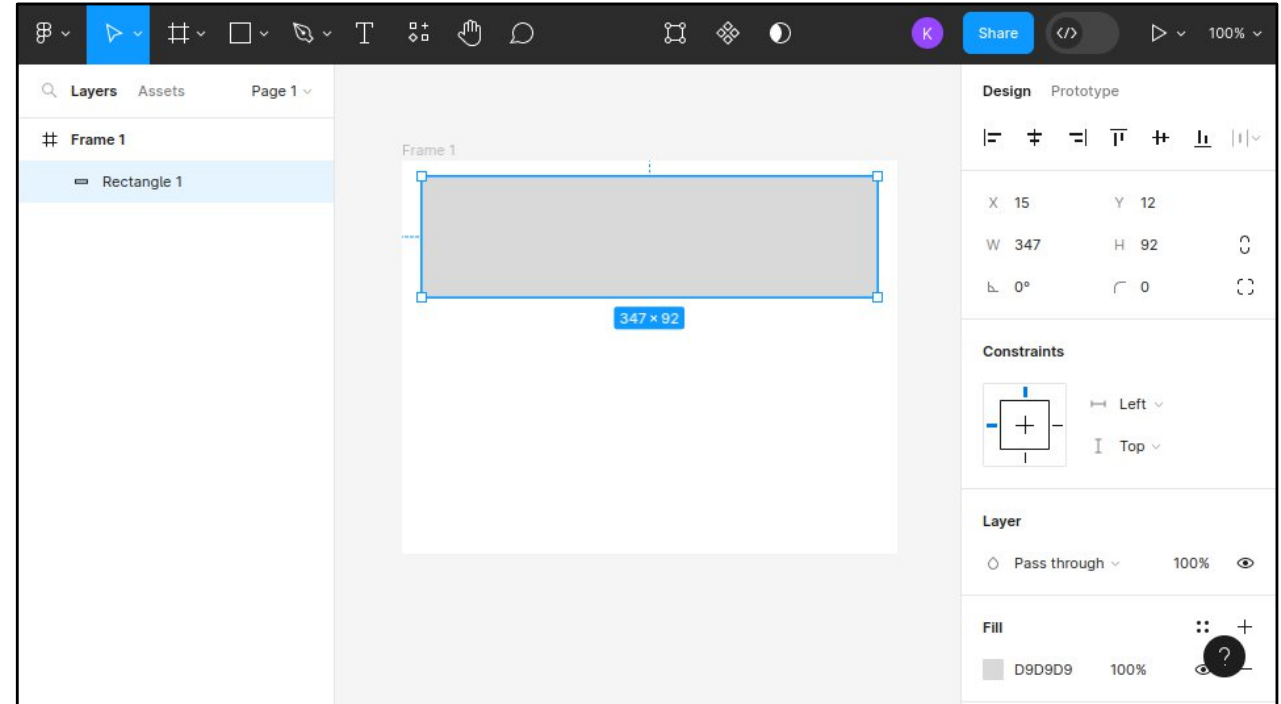 K
Share
</>
100%
Layers
Assets
Page 1
Frame 1
Rectangle 1
Frame 1
347 × 92
Design
Prototype
X 15
Y 12
W 347
H 92
0°
0
Constraints
Left
Top
Layer
Pass through
100%
Fill
D9D9D9
100%
?